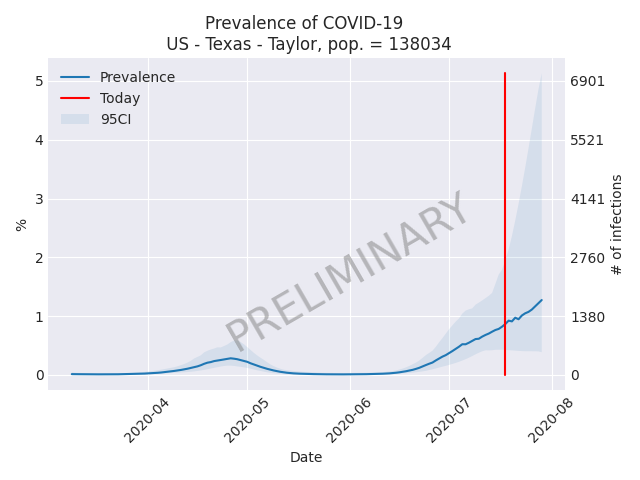 Prevalence of COVID-19
US - Texas - Taylor, pop. = 138034
Prevalence
Today
95CI
5
4
3
2
1
0
%
6901
5521
4141
2760
1380
0
# of infections
PRELIMINARY
2020-04
2020-05
2020-06
2020-07
2020-08
Date